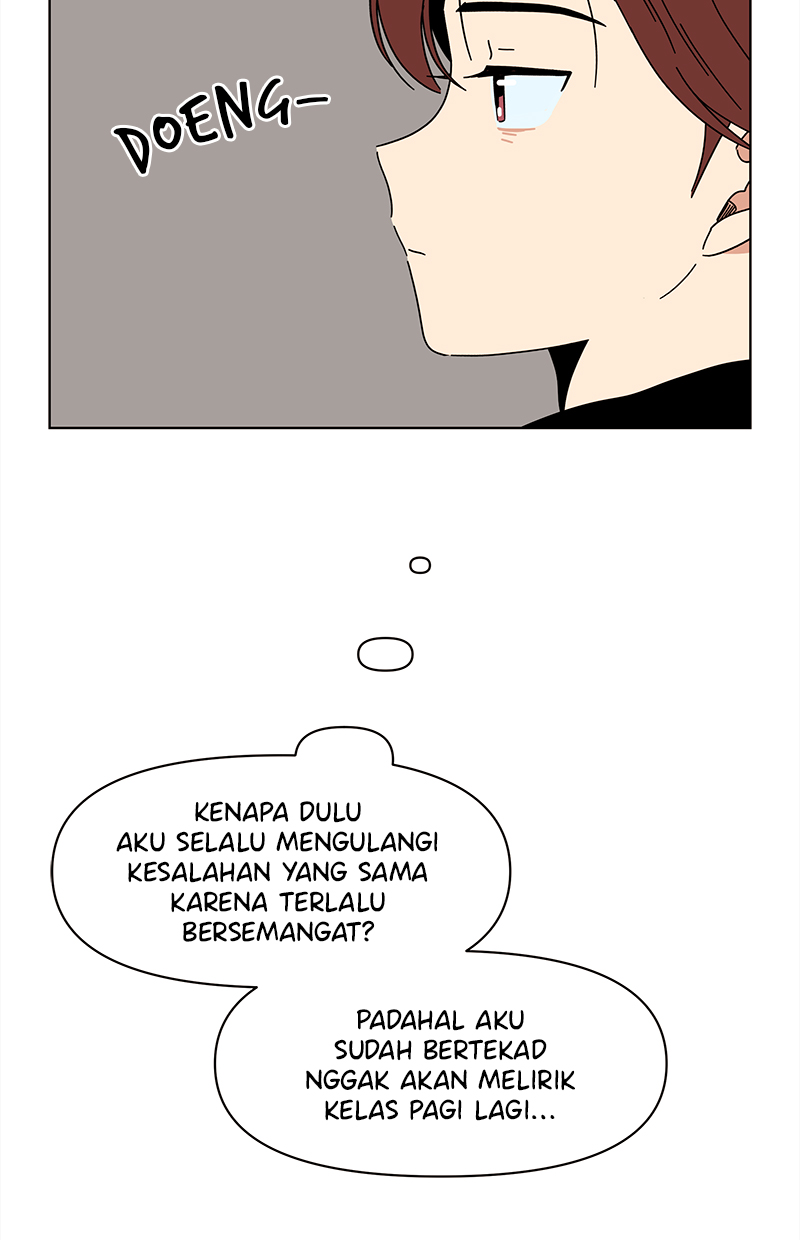 DOENG–
KENAPA DULU
AKU SELALU MENGULANGI
KESALAHAN YANG SAMA
KARENA TERLALU
BERSEMANGAT?
PADAHAL AKU
SUDAH BERTEKAD
NGGAK AKAN MELIRIK
KELAS PAGI LAGI...